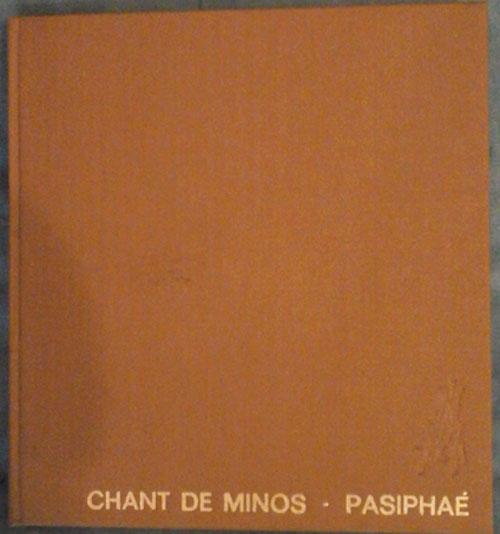 CHANT DE MINOS · PASIPHAÉ